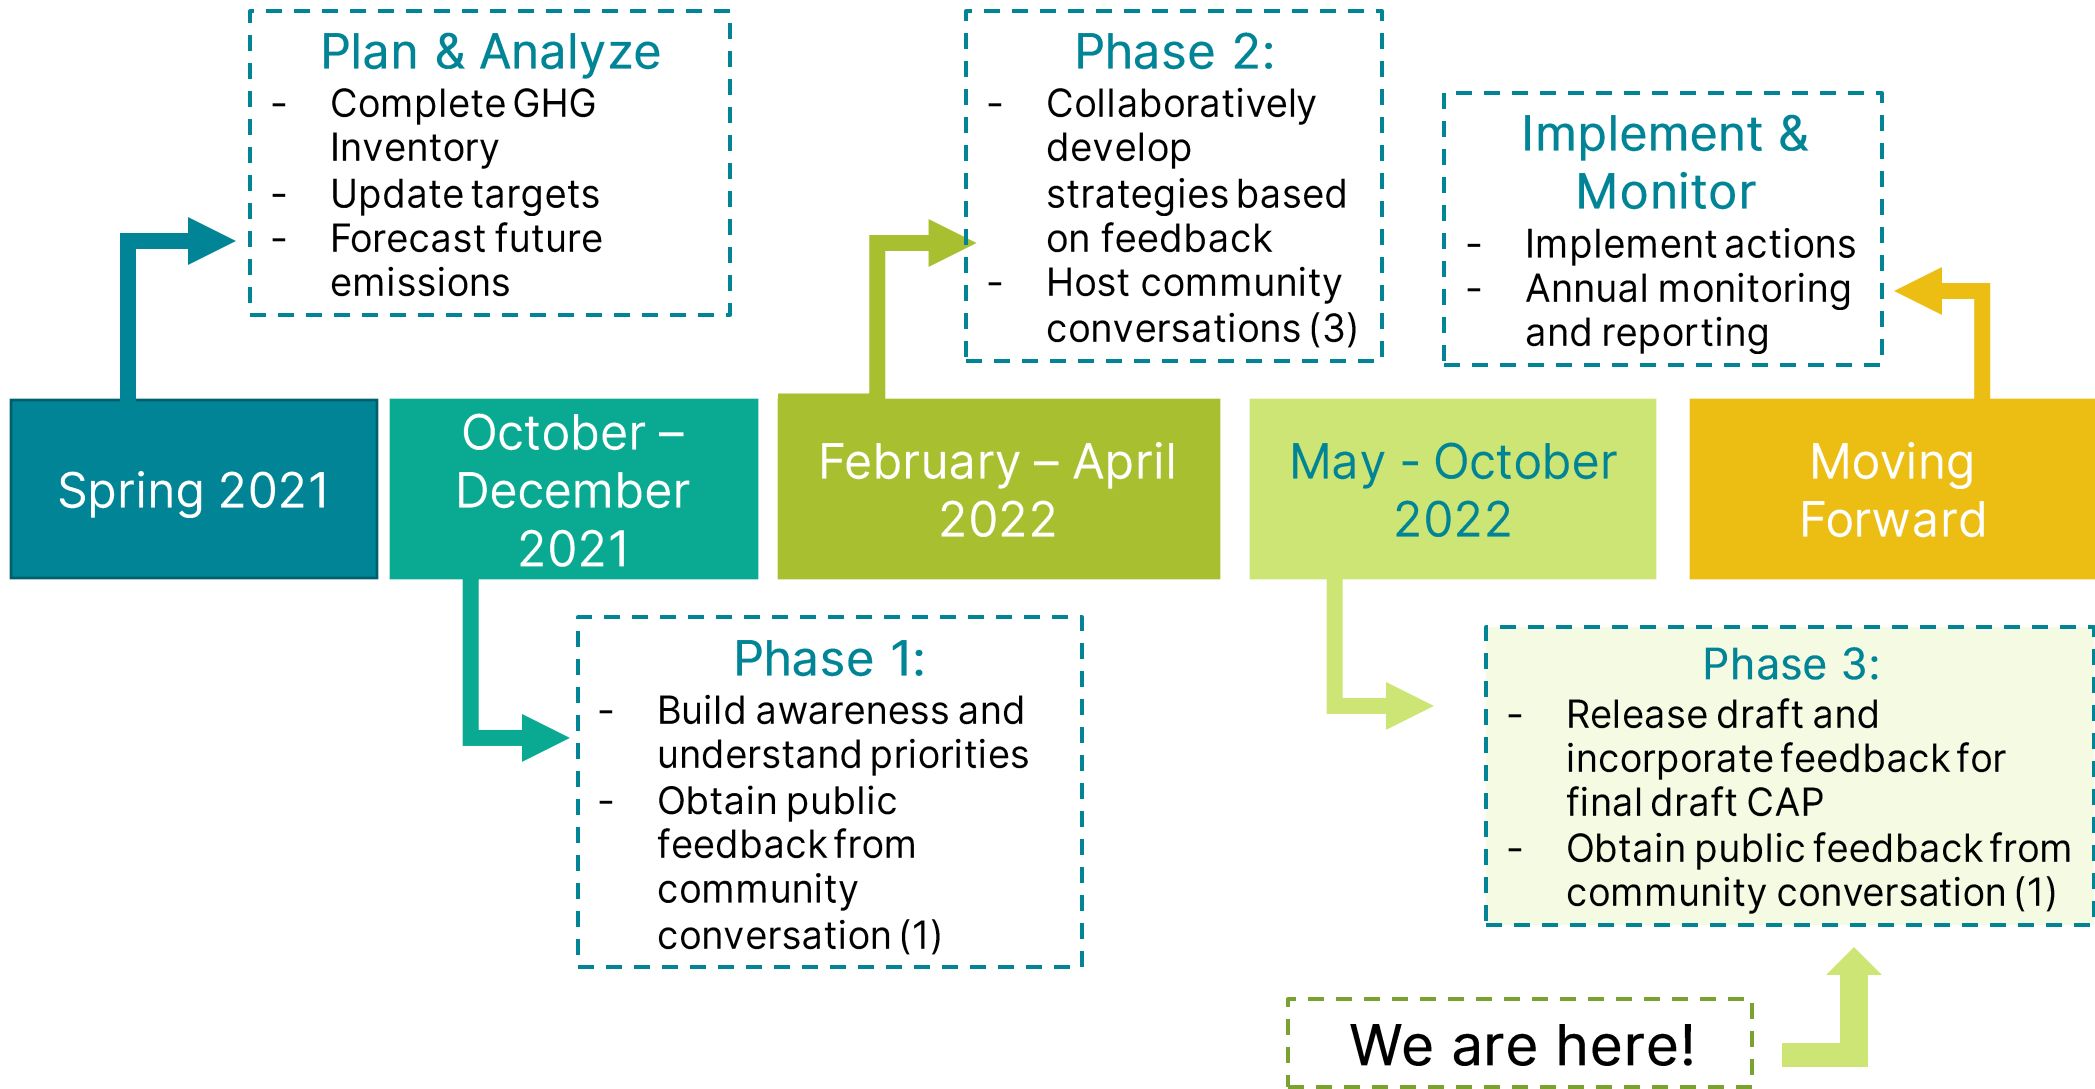 Plan & Analyze
- Complete GHG
Inventory
- Update targets
- Forecast future
emissions
Phase 2:
- Collaboratively
develop
strategies based
on feedback
- Host community
conversations (3)
Implement &
Monitor
- Implement actions
- Annual monitoring
and reporting
Spring 2021
October –
December
2021
February – April
2022
May - October
2022
Moving
Forward
Phase 1:
- Build awareness and
understand priorities
- Obtain public
feedback from
community
conversation (1)
Phase 3:
- Release draft and
incorporate feedback for
final draft CAP
- Obtain public feedback from
community conversation (1)
We are here!